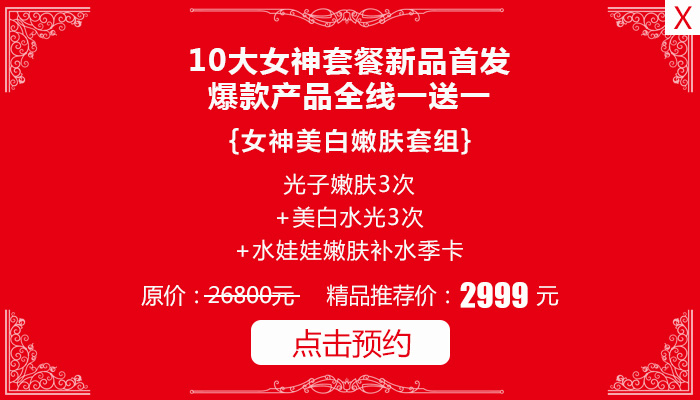 X
10大女神套餐新品首发
爆款产品全线一送一
{女神美白嫩肤套组}
光子嫩肤3次
+美白水光3次
+水娃娃嫩肤补水季卡
原价：26800元 精品推荐价：2999 元
点击预约